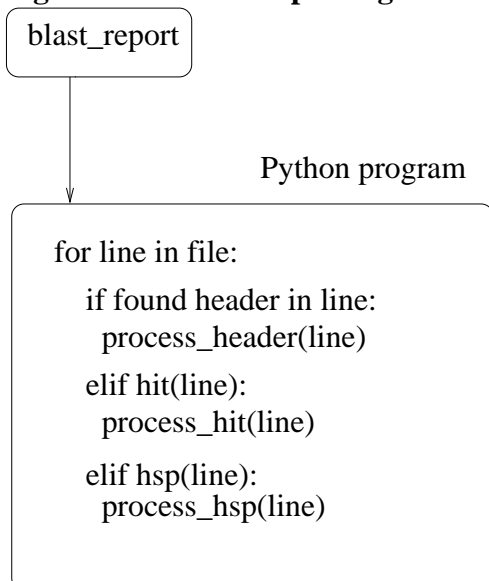 blast_report
Python program
for line in file:
if found header in line:
process_header(line)
elif hit(line):
process_hit(line)
elif hsp(line):
process_hsp(line)